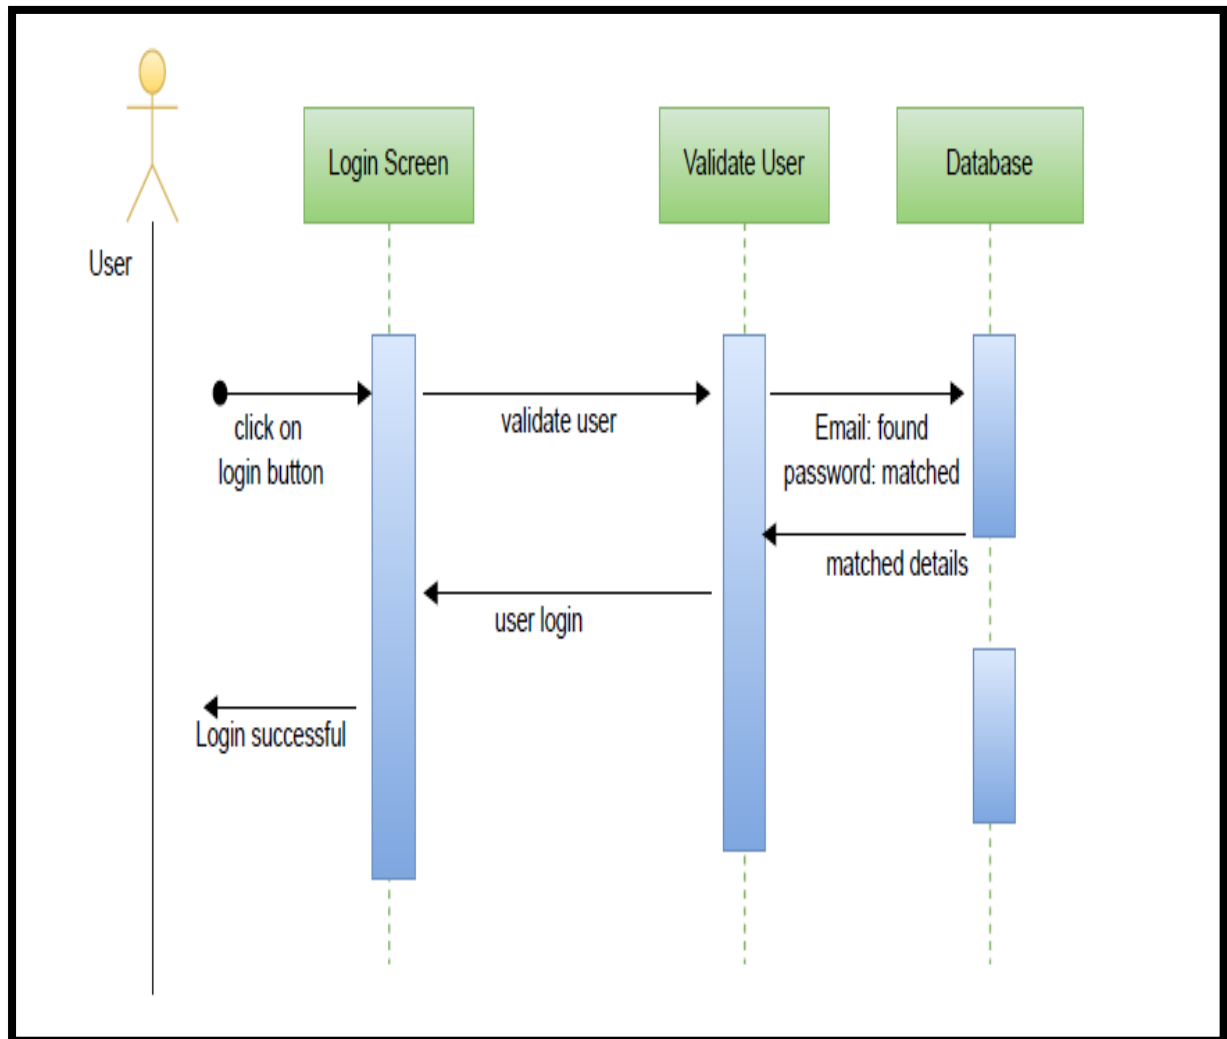 Login Screen
Validate User
Database
User
click on
login button
validate user
Email: found
password: matched
matched details
user login
Login successful